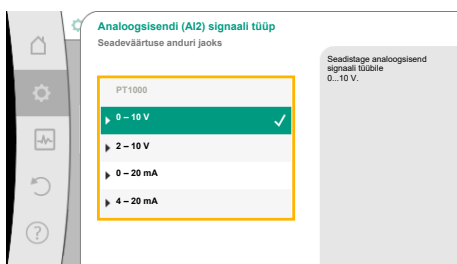 Analoogsisendi (AI2) signaali tüüp
Seadeväärtuse anduri jaoks
PT1000
0 – 10 V
2 – 10 V
0 – 20 mA
4 – 20 mA
Seadistage analoogsisend
signaali tüübile
0...10 V.
?